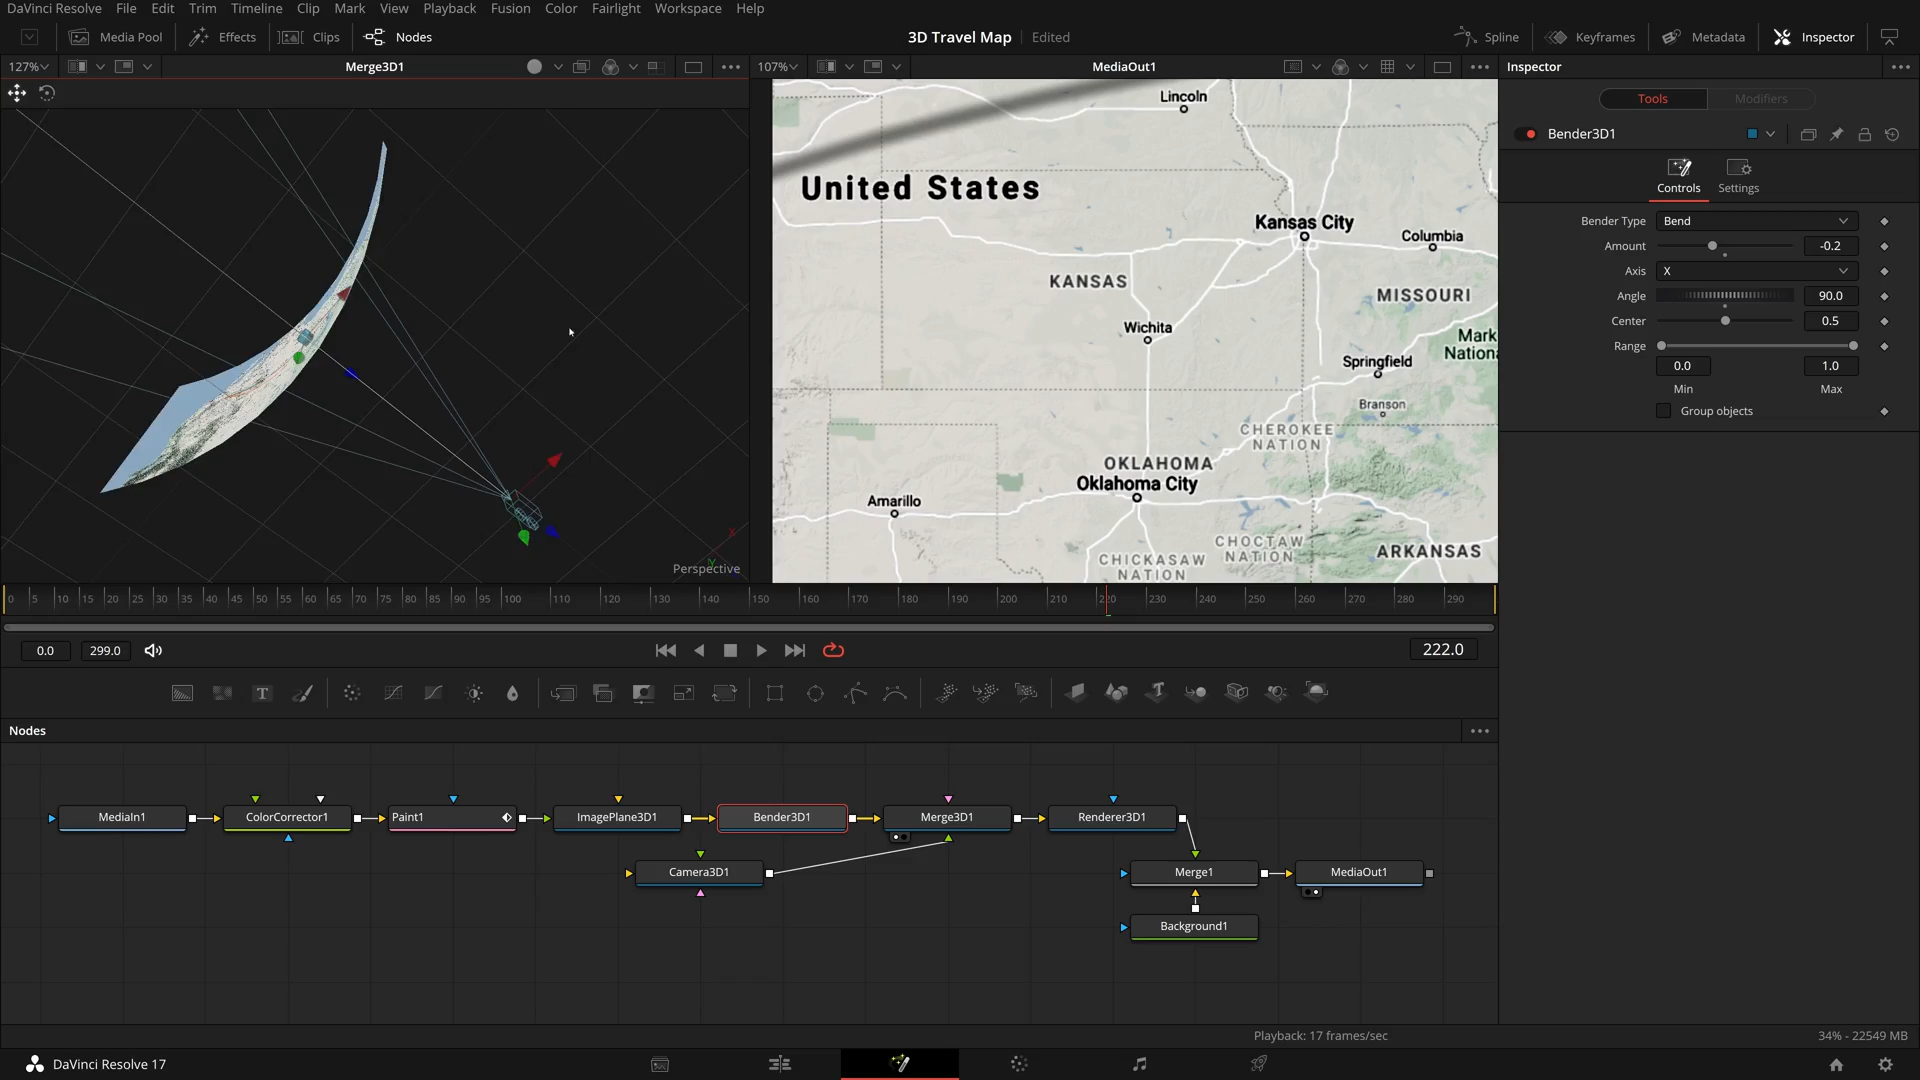 DaVinci Resolve File Edit Trim Timeline Clip Mark View Playback Fusion Color Fairlight Workspace Help
Media Pool Effects Clips Nodes 3D Travel Map Edited Spline Keyframes Metadata Inspector
127% Merge3D1 107% MediaOut1 Inspector
Tools Modifiers
Bender3D1
Controls Settings
Bender Type Bend
Amount -0.2
Axis X
Angle 90.0
Center 0.5
Range
0.0 1.0
Min Max
Group objects
Perspective
X
Y
Lincoln
United States
Kansas City
Columbia
KANSAS
MISSOURI
Wichita
Mark
Nationa
Springfield
Branson
CHEROKEE
NATION
OKLAHOMA
Oklahoma City
Amarillo
CHOCTAW
NATION
ARKANSAS
CHICKASAW
NATION
0 5 10 15 20 25 30 35 40 45 50 55 60 65 70 75 80 85 90 95 100 110 120 130 140 150 160 170 180 190 200 210 220 230 240 250 260 270 280 290
0.0 299.0 222.0
T T
Nodes
MediaIn1 ColorCorrector1 Paint1 ImagePlane3D1 Bender3D1 Merge3D1 Renderer3D1
Camera3D1 Merge1 MediaOut1
Background1
Playback: 17 frames/sec 34% - 22549 MB
DaVinci Resolve 17